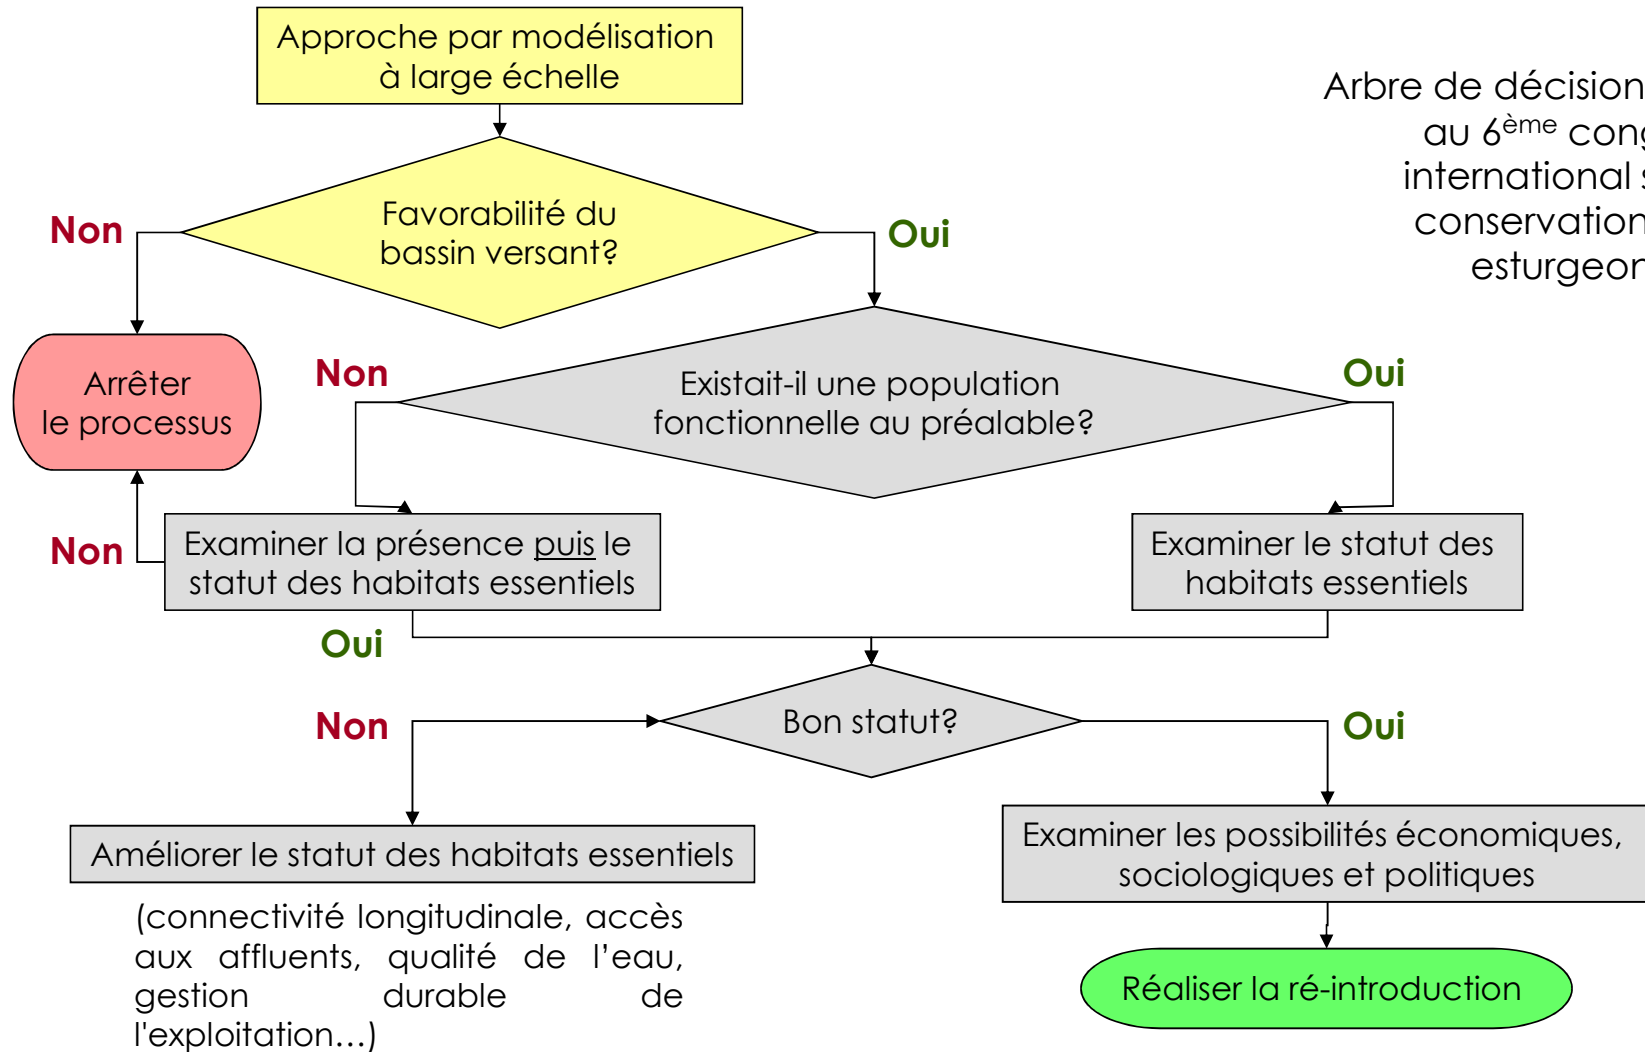 Approche par modélisation
à large échelle
Arbre de décision
au 6ème
international
conservation
Favorabilité du
bassin versant?
Non
Oui
Arrêter
le processus
Non
Existait-il une population
fonctionnelle au préalable?
Oui
Non
Examiner la présence puis le
statut des habitats essentiels
Examiner le statut des
habitats essentiels
Oui
Non
Bon statut?
Oui
Améliorer le statut des habitats essentiels
(connectivité longitudinale, accès
aux affluents, qualité de l'eau,
gestion durable de
l'exploitation…)
Examiner les possibilités économiques,
sociologiques et politiques
Réaliser la ré-introduction